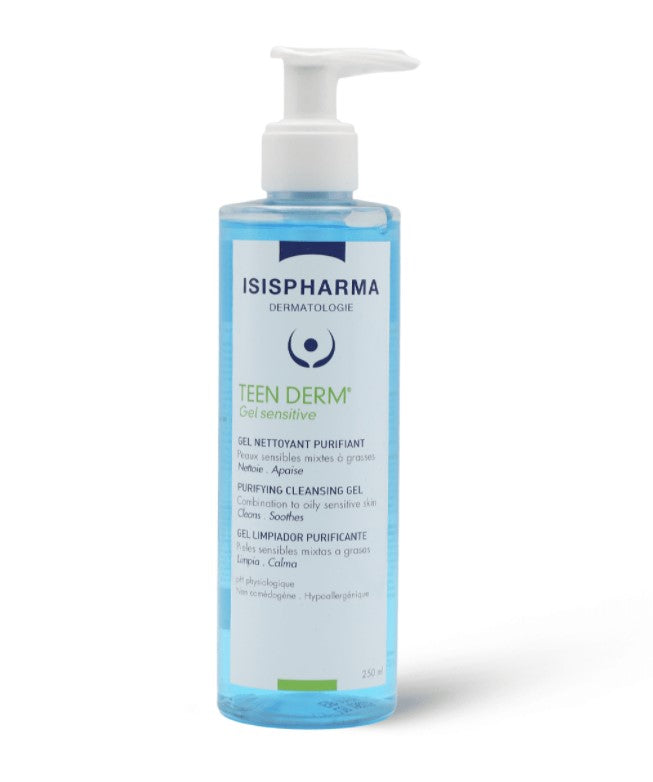 ISISPHARMA
DERMATOLOGIE
TEEN DERM®
Gel sensitive
GEL NETTOYANT PURIFIANT
Peaux sensibles mixtes à grasses
Nettoie . Apaise
PURIFYING CLEANSING GEL
Combination to oily sensitive skin
Cleans . Soothes
GEL LIMPIADOR PURIFICANTE
Pieles sensibles mixtas a grasas
Limpia . Calma
pH physiologique
Non comédogène . Hypoallergénique
250 ml